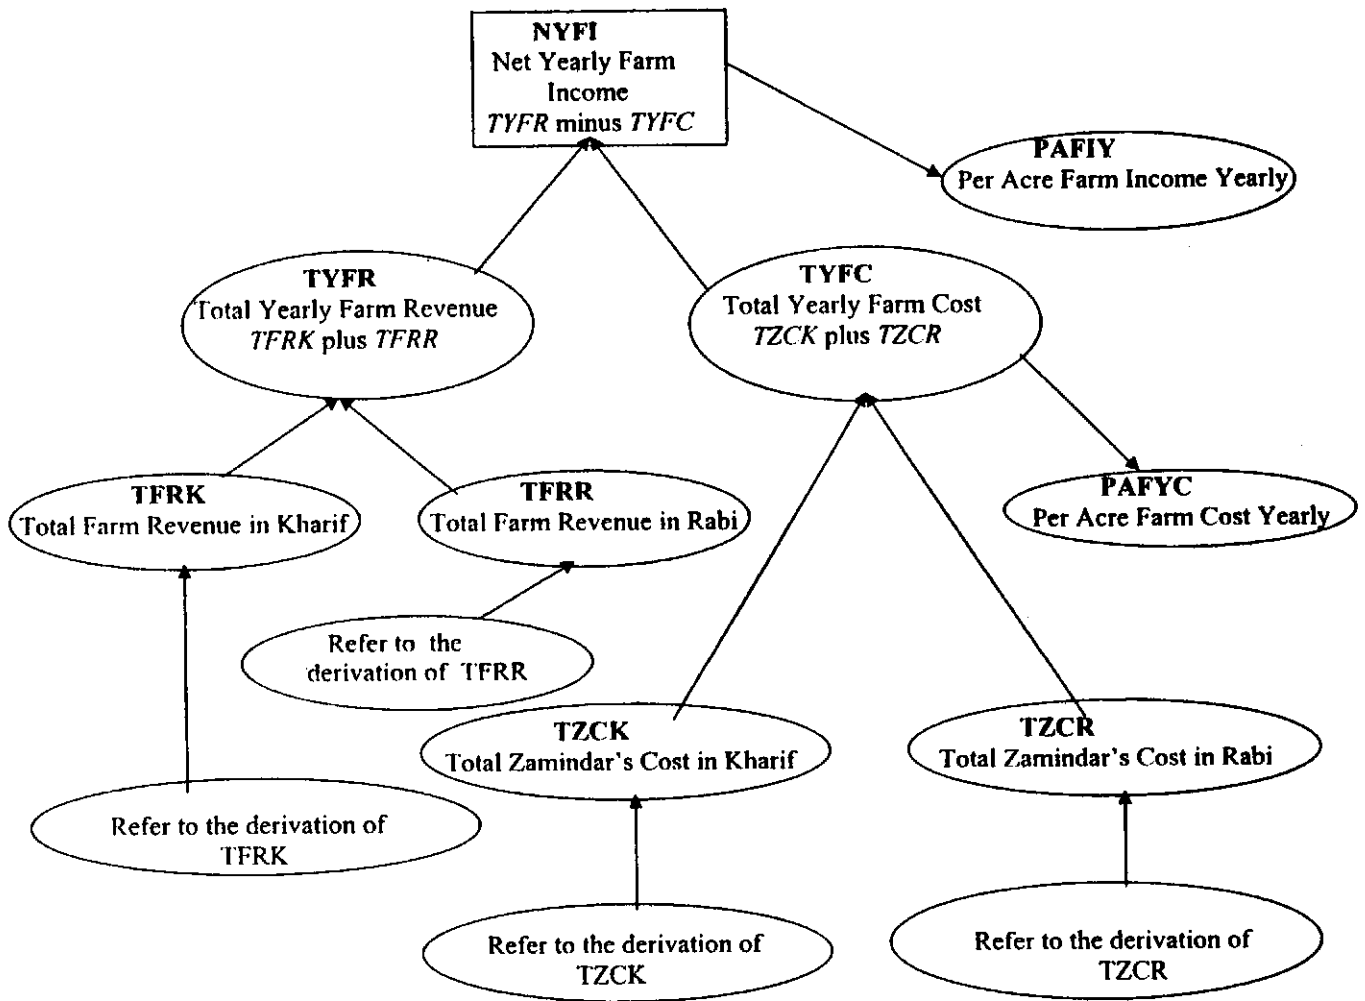 NYFI
Net Yearly Farm
Income
TYFR minus TYFC
PAFIY
Per Acre Farm Income Yearly
TYFR
Total Yearly Farm Revenue
TFRK plus TFRR
TYFC
Total Yearly Farm Cost
TZCK plus TZCR
TFRK
Total Farm Revenue in Kharif
TFRR
Total Farm Revenue in Rabi
PAFYC
Per Acre Farm Cost Yearly
Refer to the
derivation of TFRR
TZCK
Total Zamindar's Cost in Kharif
TZCR
Total Zamindar's Cost in Rabi
Refer to the derivation of
TFRK
Refer to the derivation of
TZCK
Refer to the derivation of
TZCR